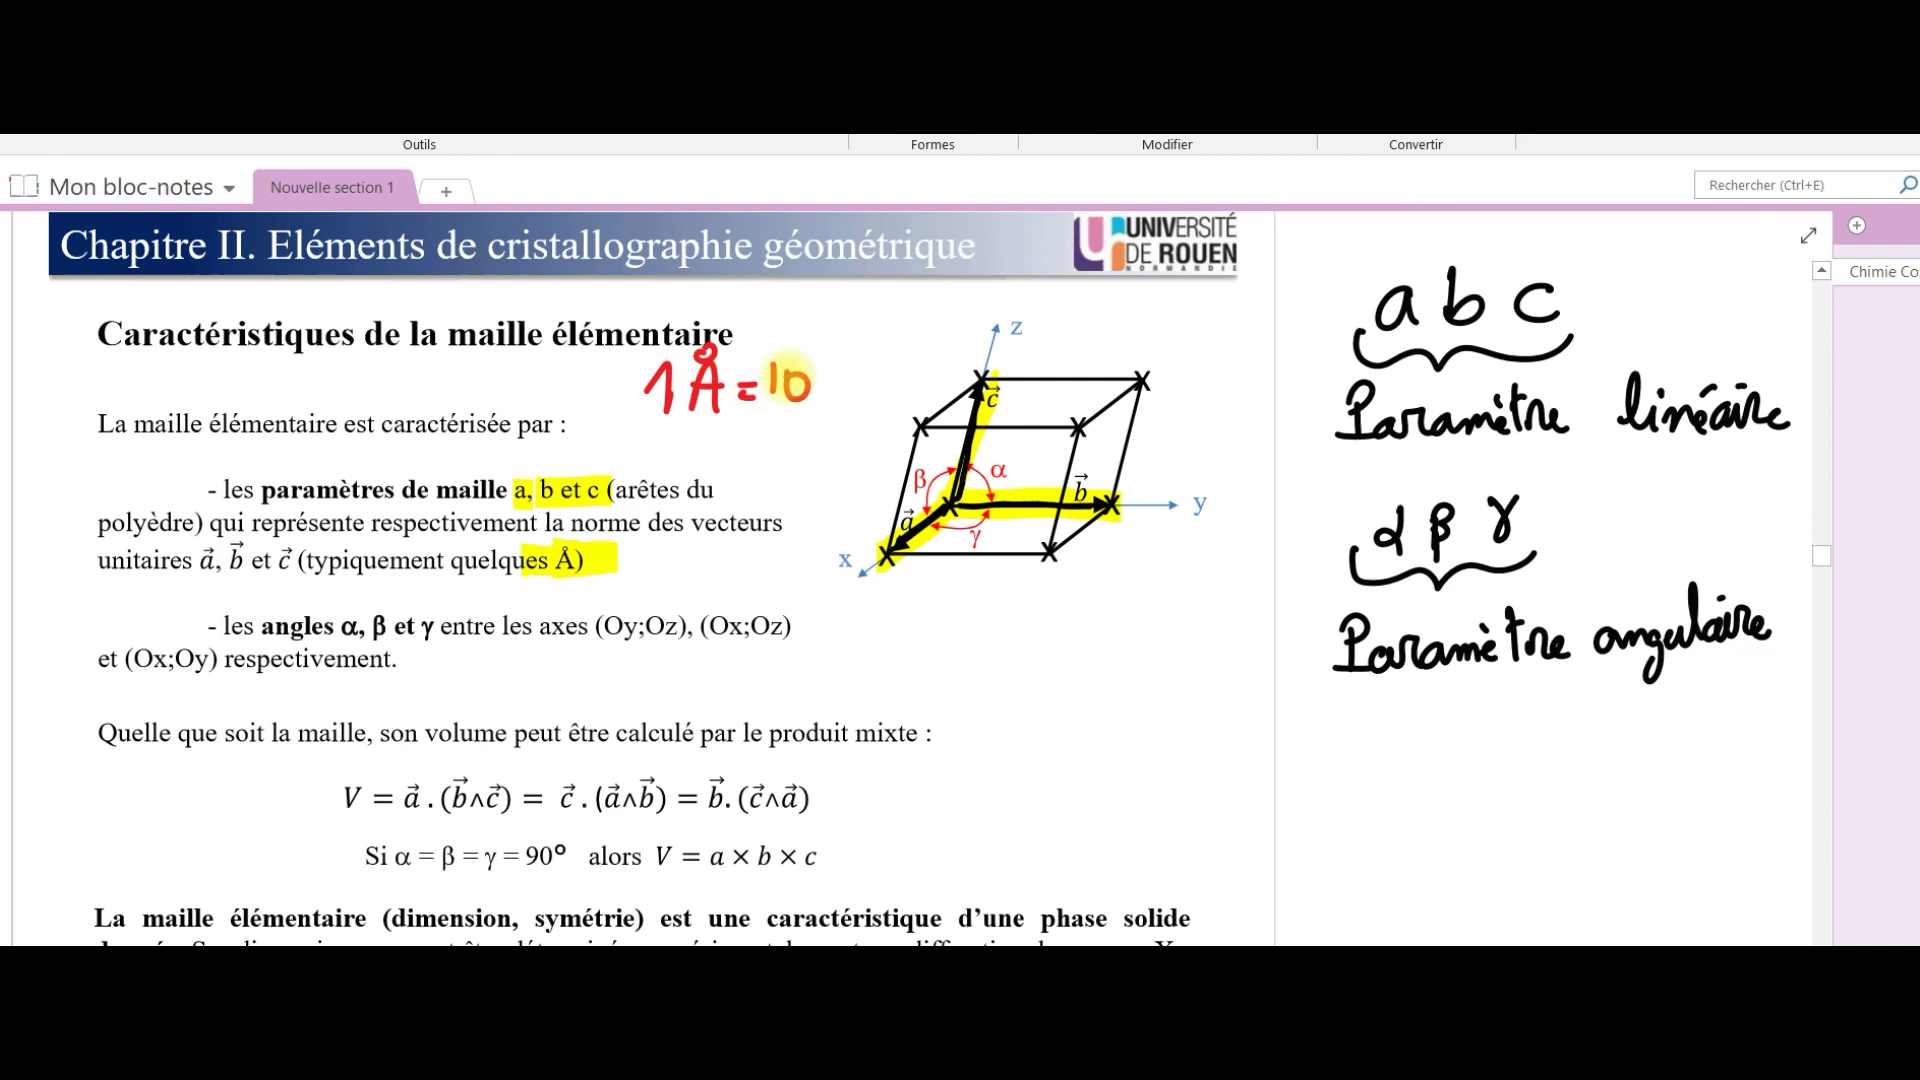 Outils Formes Modifier Convertir
Mon bloc-notes Nouvelle section 1 + Rechercher (Ctrl+E)
Chapitre II. Eléments de cristallographie géométrique
UNIVERSITÉ
DE ROUEN
NORMANDIE
Chimie Co
Caractéristiques de la maille élémentaire
1 Å = 10
La maille élémentaire est caractérisée par :
- les paramètres de maille a, b et c (arêtes du
polyèdre) qui représente respectivement la norme des vecteurs
unitaires a⃗, b⃗ et c⃗ (typiquement quelques Å)
- les angles α, β et γ entre les axes (Oy;Oz), (Ox;Oz)
et (Ox;Oy) respectivement.
Quelle que soit la maille, son volume peut être calculé par le produit mixte :
V = a⃗ . (b⃗∧c⃗) = c⃗ . (a⃗∧b⃗) = b⃗. (c⃗∧a⃗)
Si α = β = γ = 90° alors V = a × b × c
La maille élémentaire (dimension, symétrie) est une caractéristique d’une phase solide
z
c⃗
β α
b⃗
y
a⃗
γ
x
a b c
Paramètre linéaire
α β γ
Paramètre angulaire